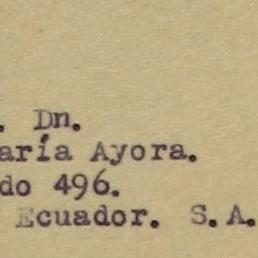 . Dn.
aría Ayora.
do 496.
Ecuador. S.A.